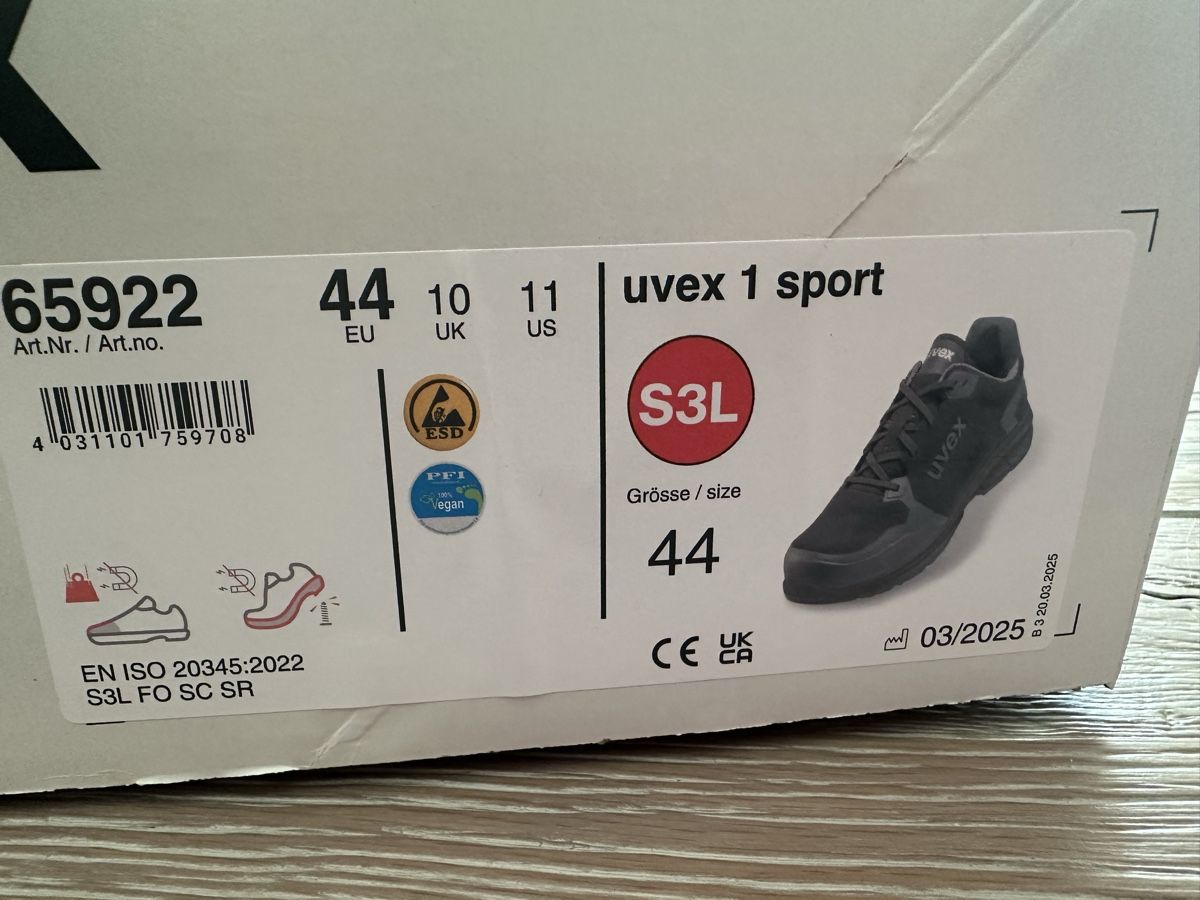 65922
Art.Nr. / Art.no.
44 EU
10 UK
11 US
4 031101 759708
ESD
PFI
100%
Vegan
EN ISO 20345:2022
S3L FO SC SR
uvex 1 sport
S3L
Grösse / size
44
uvex
uvex
CE
UK
CA
03/2025
B 3 20.03.2025